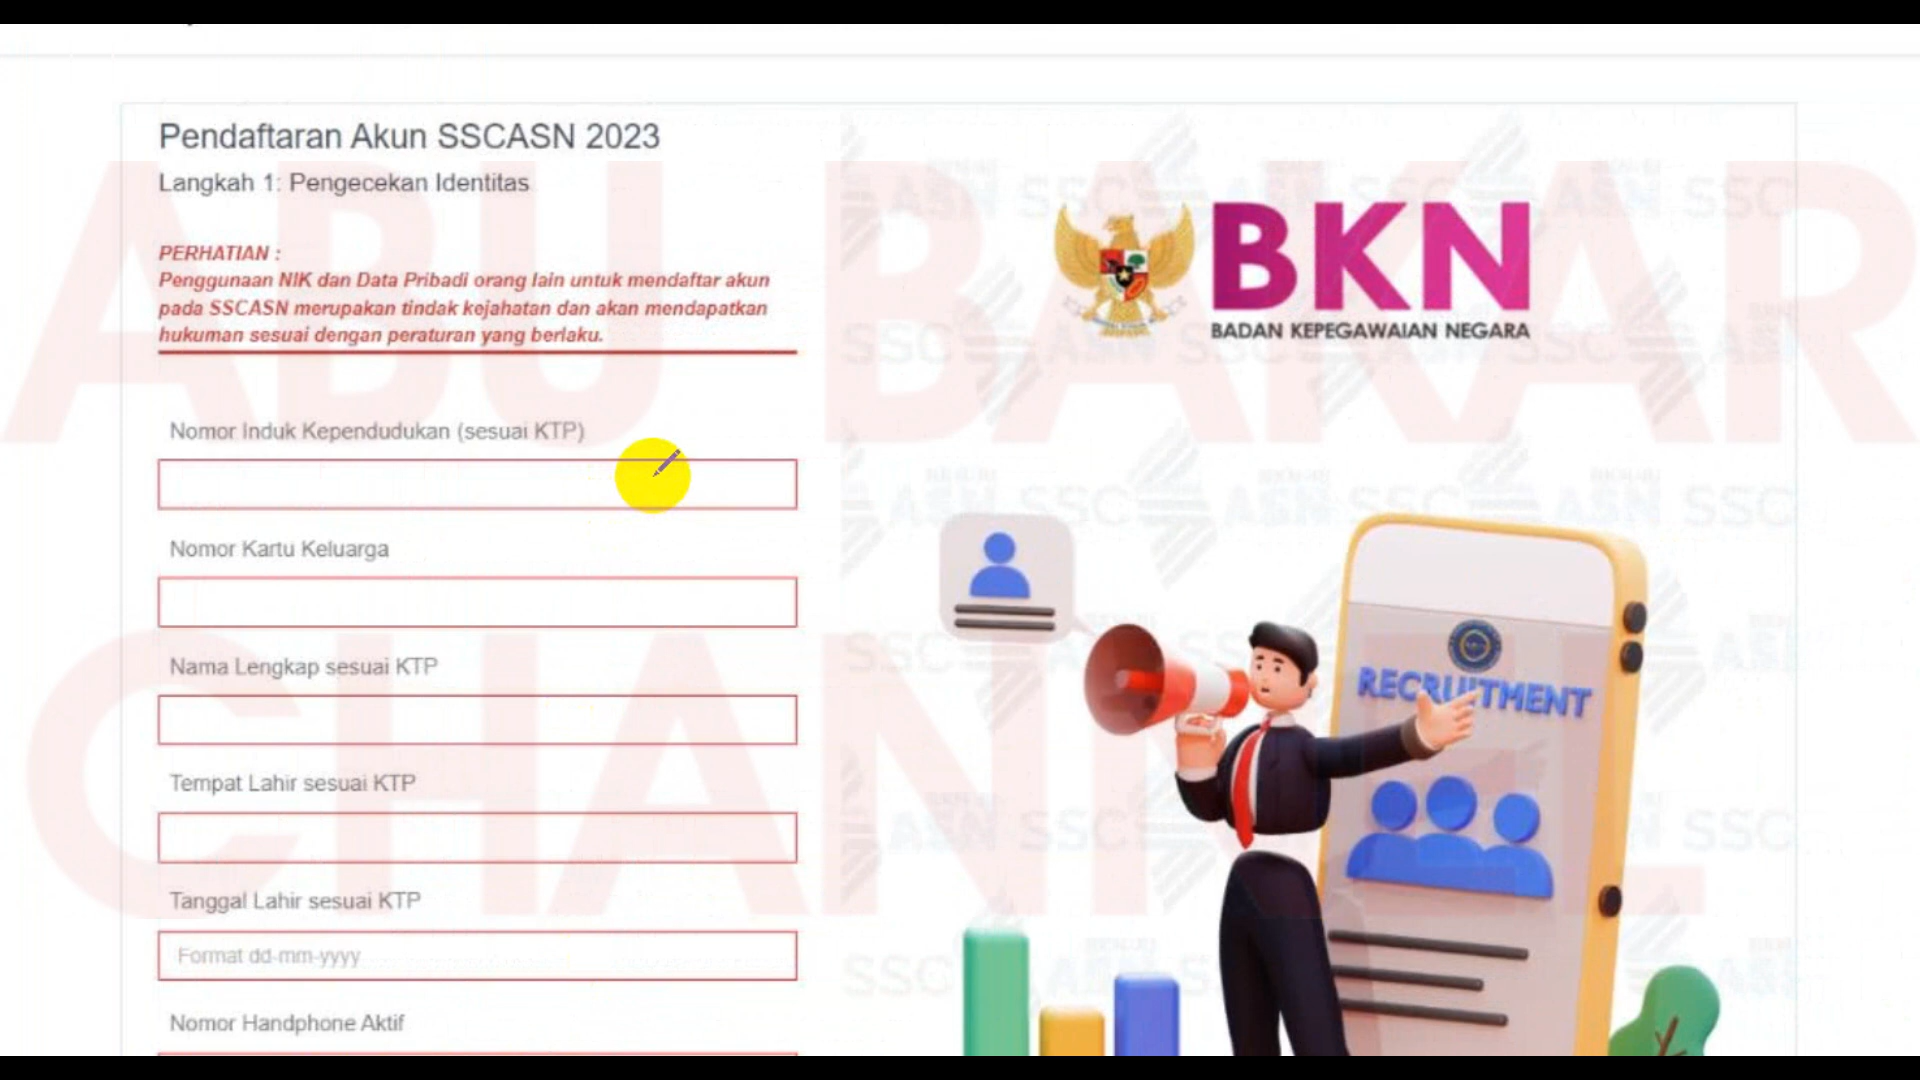 Pendaftaran Akun SSCASN 2023
Langkah 1: Pengecekan Identitas
PERHATIAN :
Penggunaan NIK dan Data Pribadi orang lain untuk mendaftar akun
pada SSCASN merupakan tindak kejahatan dan akan mendapatkan
hukuman sesuai dengan peraturan yang berlaku.
Nomor Induk Kependudukan (sesuai KTP)
Nomor Kartu Keluarga
Nama Lengkap sesuai KTP
Tempat Lahir sesuai KTP
Tanggal Lahir sesuai KTP
Format dd-mm-yyyy
Nomor Handphone Aktif
BKN
BADAN KEPEGAWAIAN NEGARA
RECRUITMENT
ABU BAKAR
CHANNEL